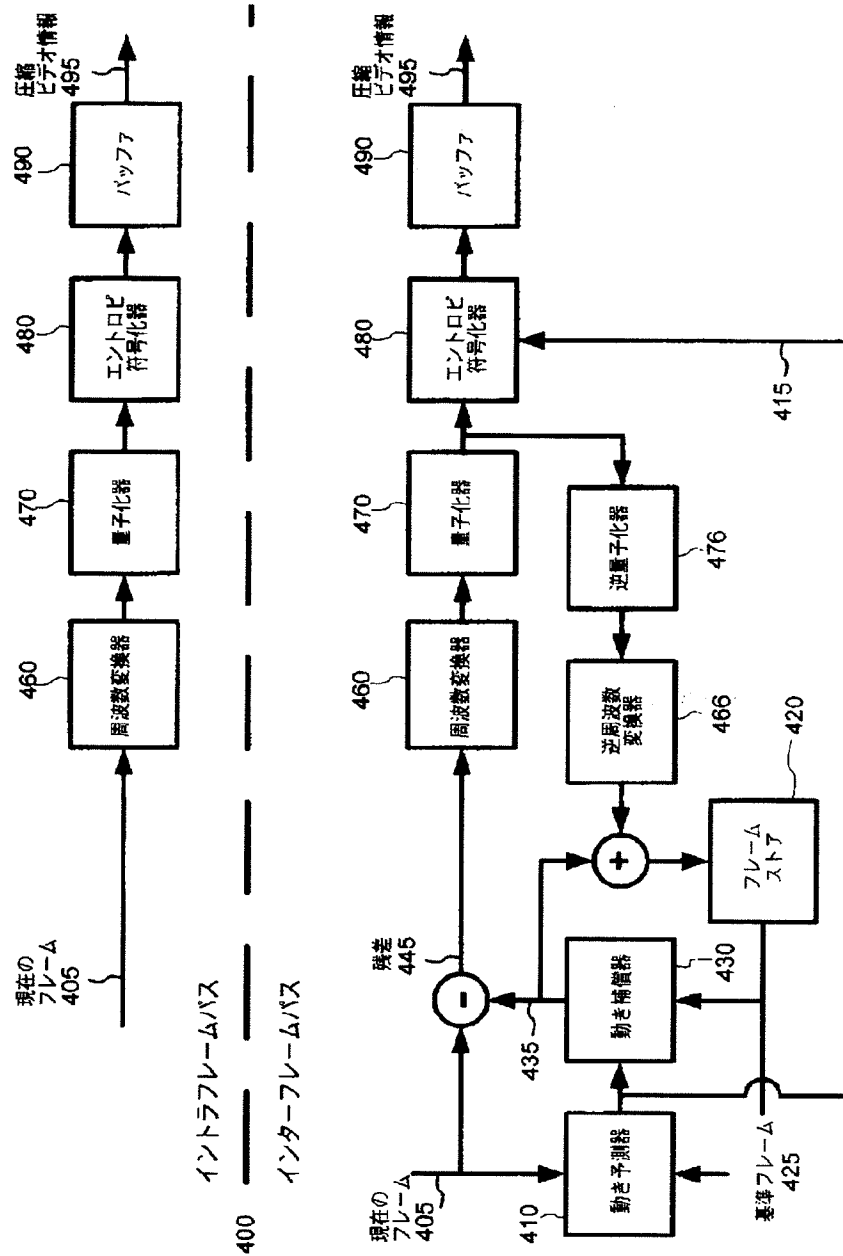 400
イントラフレームパス
現在の
フレーム
405
460
周波数変換器
470
量子化器
480
エントロピ
符号化器
490
バッファ
圧縮
ビデオ情報
495
インターフレームパス
現在の
フレーム
405
410
動き予測器
435
残差
445
-
動き補償器
430
基準フレーム
425
+
フレーム
ストア
420
460
周波数変換器
逆周波数
変換器
466
470
量子化器
逆量子化器
476
480
エントロピ
符号化器
415
490
バッファ
圧縮
ビデオ情報
495